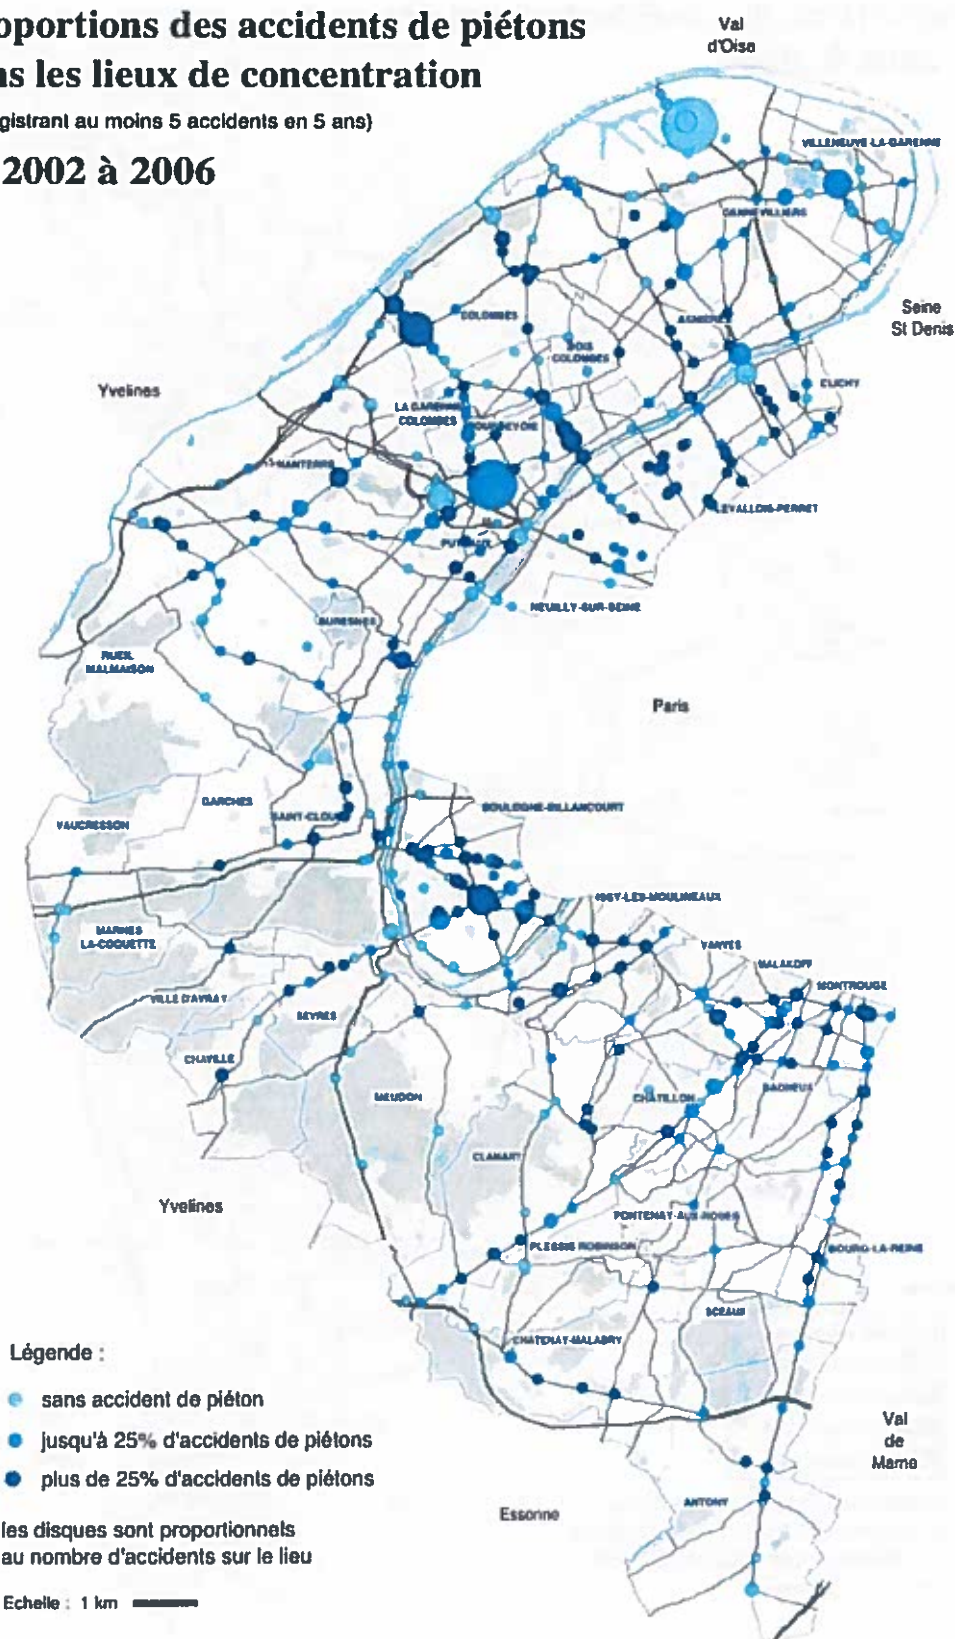 oportions des accidents de piétons
ns les lieux de concentration
gistrant au moins 5 accidents en 5 ans)
2002 à 2006
Val
d'Oise
VILLENEUVE-LA-GARENNE
GENNEVILLIERS
Seine
St Denis
COLOMBES
ASNIERES
BOIS
COLOMBES
CLICHY
Yvelines
LA GARENNE
COLOMBES
COURBEVOIE
NANTERRE
LEVALLOIS-PERRET
PUTEAUX
NEUILLY-SUR-SEINE
SURESNES
RUEIL
MALMAISON
Paris
GARCHES
BOULOGNE-BILLANCOURT
SAINT-CLOUD
VAUCRESSON
ISSY-LES-MOULINEAUX
MARNES
LA-COQUETTE
VANVES
MALAKOFF
MONTROUGE
VILLE D'AVRAY
SEVRES
CHAVILLE
MEUDON
CHATILLON
BAGNEUX
CLAMART
Yvelines
FONTENAY-AUX-ROSES
PLESSIS ROBINSON
BOURG-LA-REINE
SCEAUX
CHATENAY-MALABRY
Légende :
sans accident de piéton
jusqu'à 25% d'accidents de piétons
plus de 25% d'accidents de piétons
Val
de
Marne
ANTONY
Essonne
les disques sont proportionnels
au nombre d'accidents sur le lieu
Echelle : 1 km